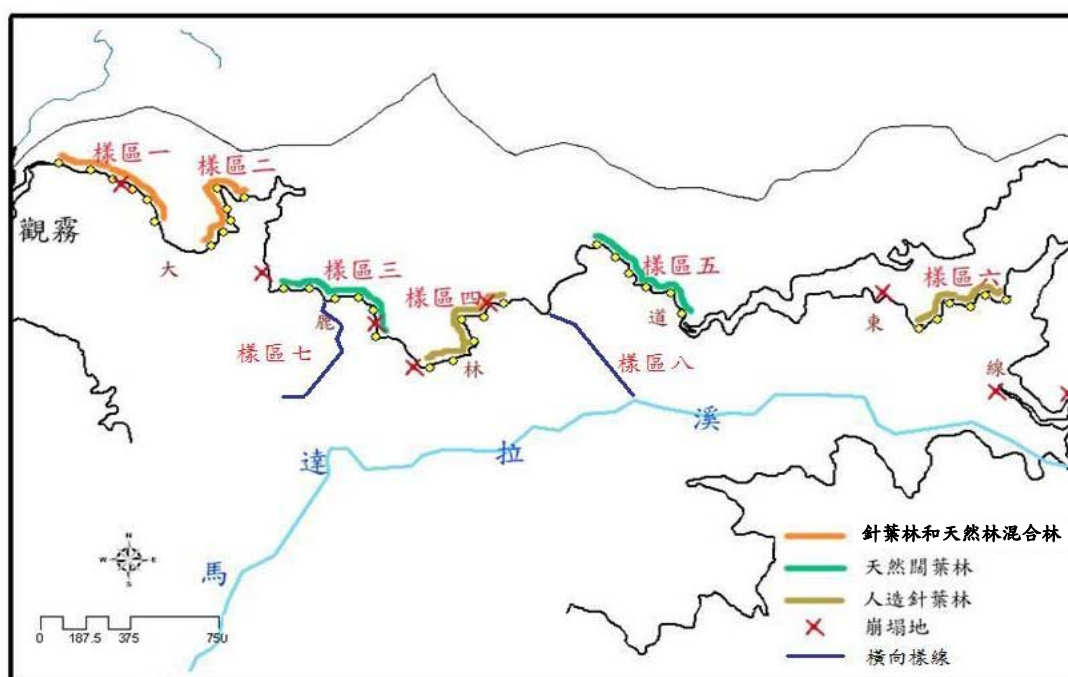 樣區一
樣區二
觀霧
大
樣區三
鹿
樣區四
林
樣區五
道
樣區六
東
線
樣區七
樣區八
溪
拉
達
馬
N
W E
S
0 187.5 375 750
針葉林和天然林混合林
天然闊葉林
人造針葉林
崩塌地
橫向樣線